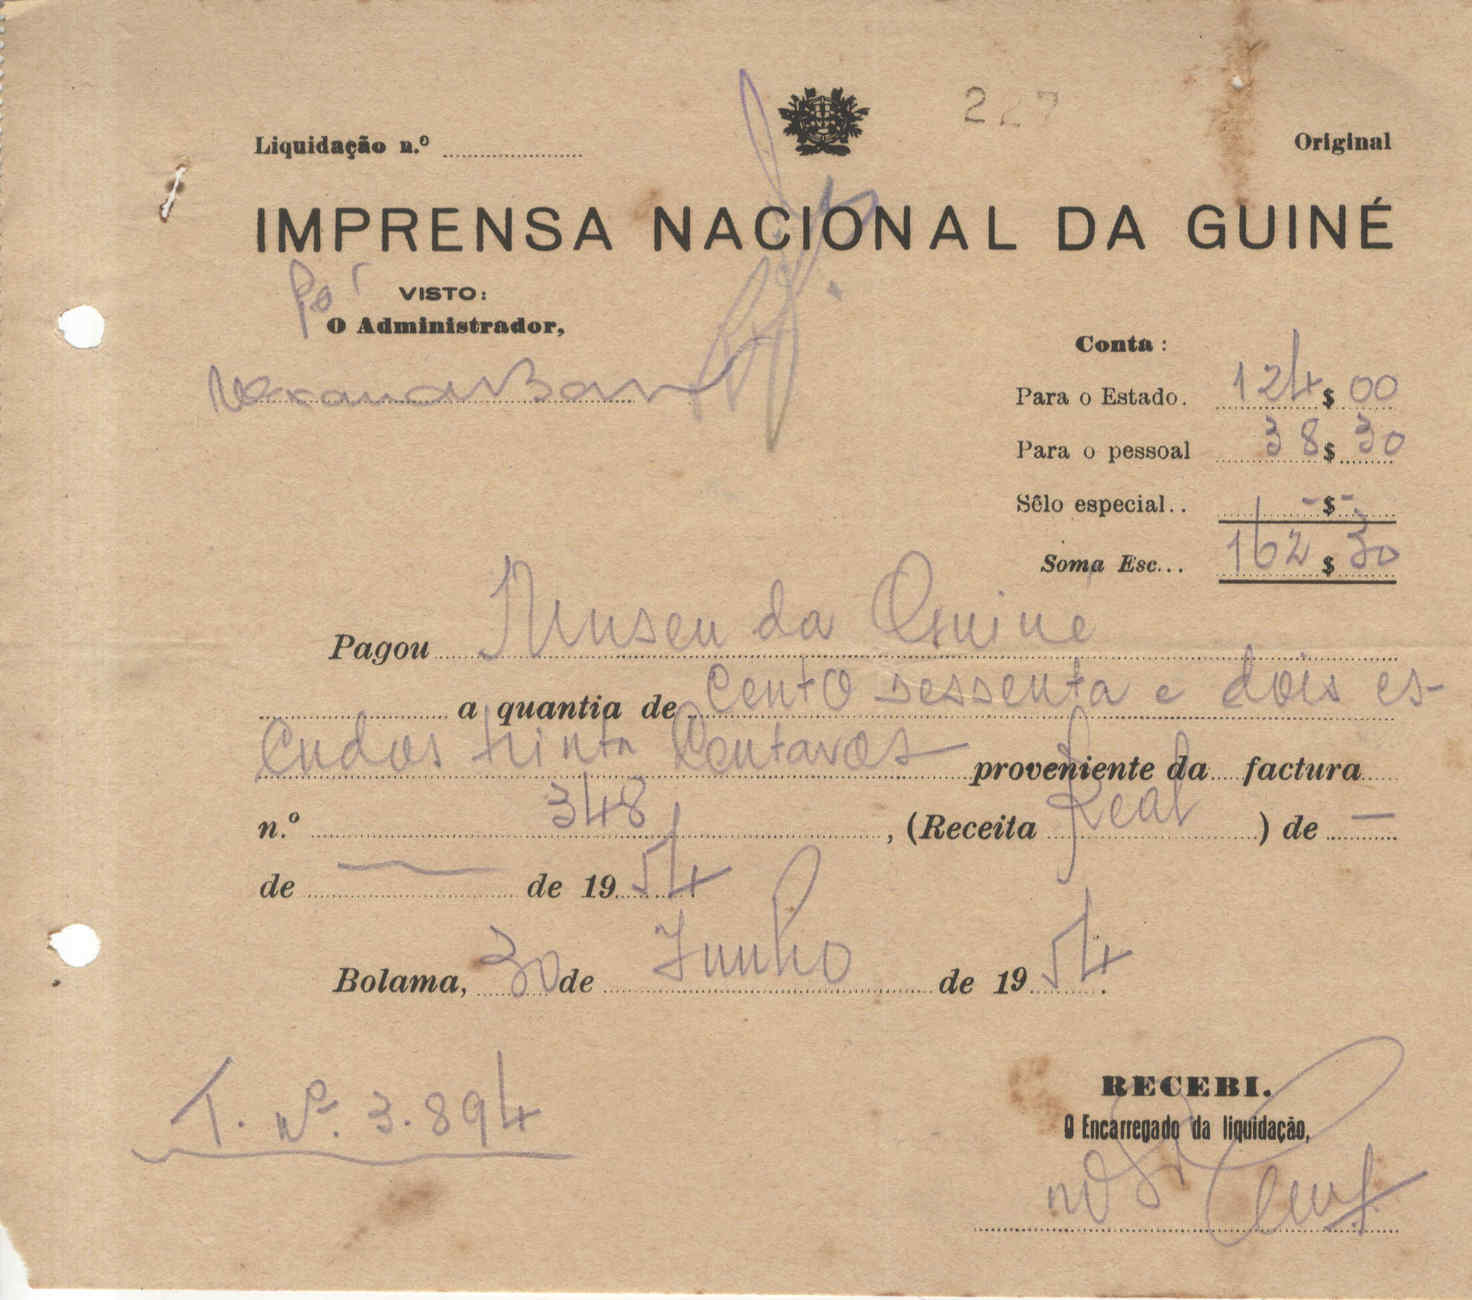 227
Liquidação n.º
Original
IMPRENSA NACIONAL DA GUINÉ
VISTO:
O Administrador,
Conta:
Para o Estado. 124$00
Para o pessoal 38$30
Sêlo especial.. -$-
Soma Esc... 162$30
Pagou Museu da Guiné
a quantia de Cento sessenta e dois es-
cudos trinta Centavos proveniente da factura
n.º 348, (Receita Real) de —
de — de 1954.
Bolama, 30 de Junho de 1954.
T. Nº. 3.894
RECEBI.
O Encarregado da liquidação,